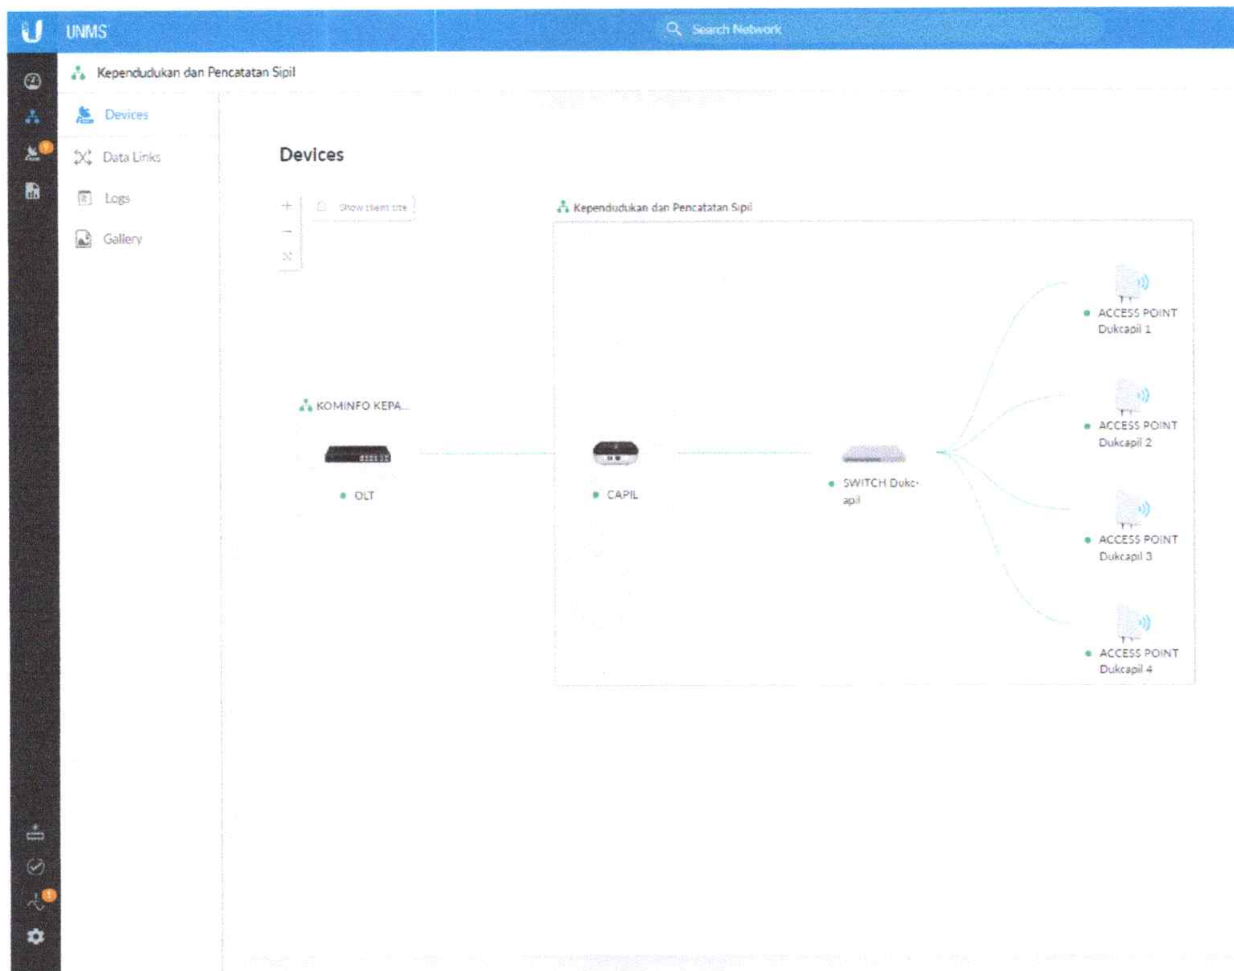 UNMS
Search Network
Kependudukan dan Pencatatan Sipil
Devices
9
Data Links
Logs
Gallery
Devices
+
Show client site
−
Kependudukan dan Pencatatan Sipil
ACCESS POINT
Dukcapil 1
KOMINFO KEPA...
ACCESS POINT
Dukcapil 2
OLT
CAPIL
SWITCH Dukc-
apil
ACCESS POINT
Dukcapil 3
ACCESS POINT
Dukcapil 4
1